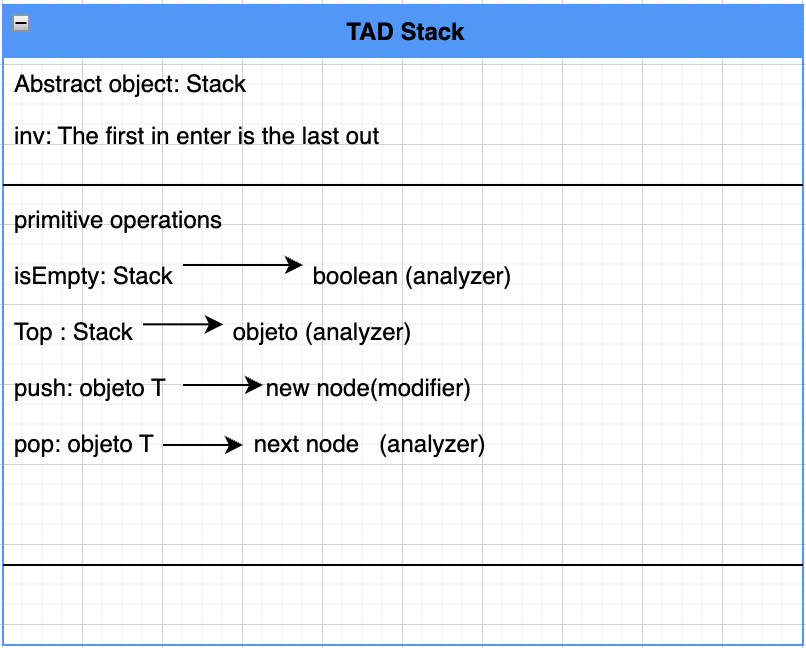 TAD Stack
Abstract object: Stack
inv: The first in enter is the last out
primitive operations
isEmpty: Stack boolean (analyzer)
Top : Stack objeto (analyzer)
push: objeto T new node(modifier)
pop: objeto T next node (analyzer)